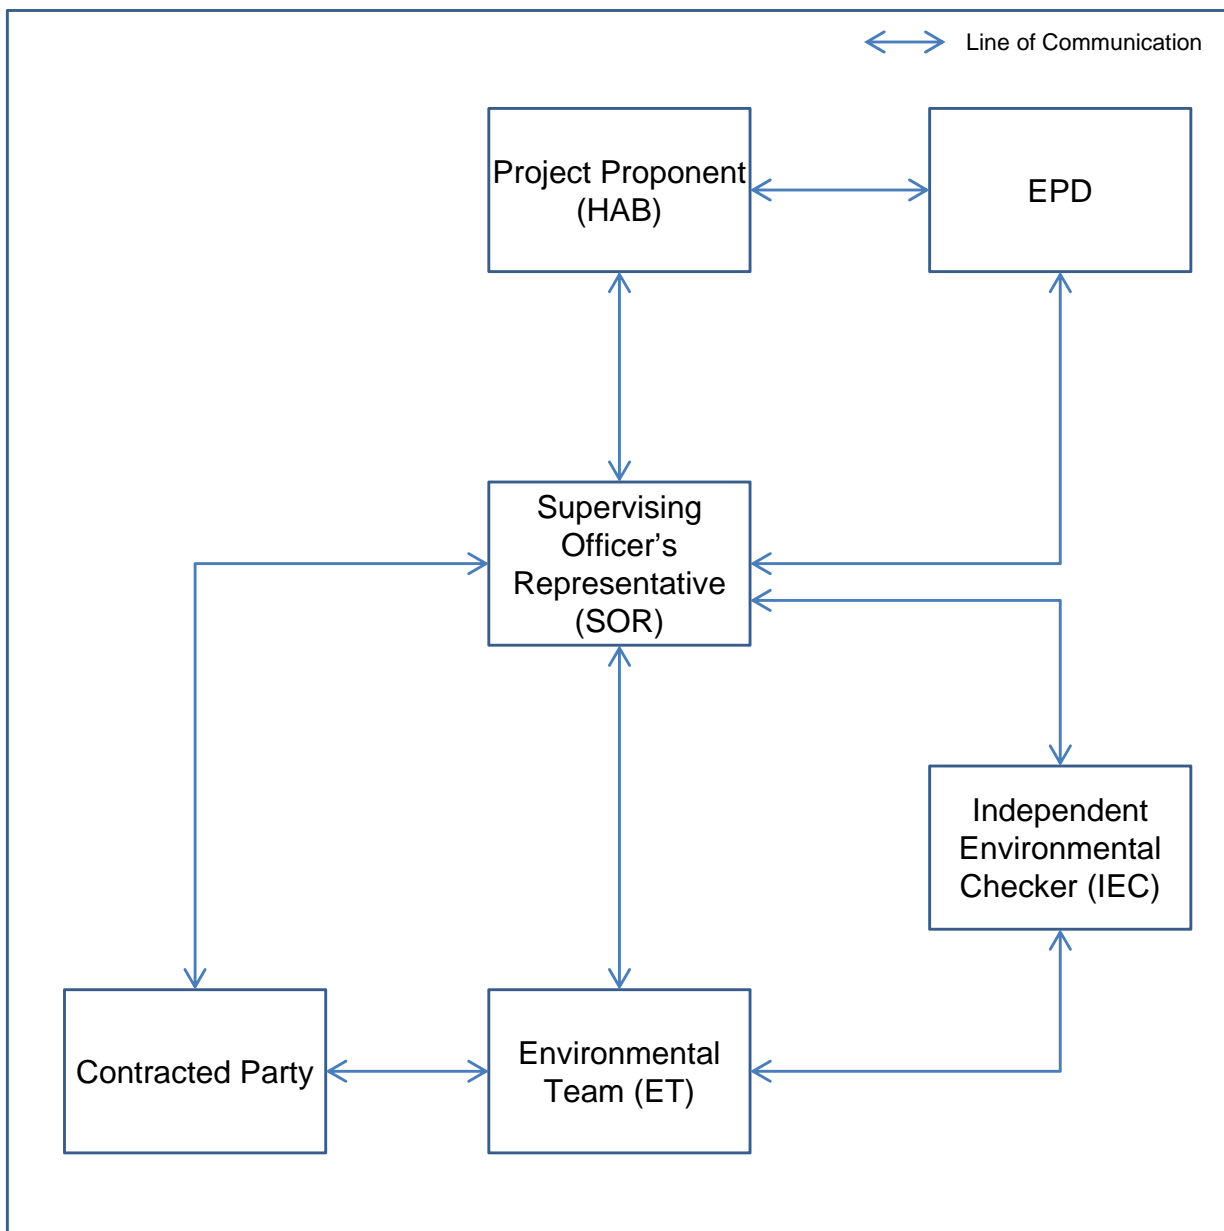 Line of Communication
Project Proponent
(HAB)
EPD
Supervising
Officer’s
Representative
(SOR)
Independent
Environmental
Checker (IEC)
Contracted Party
Environmental
Team (ET)